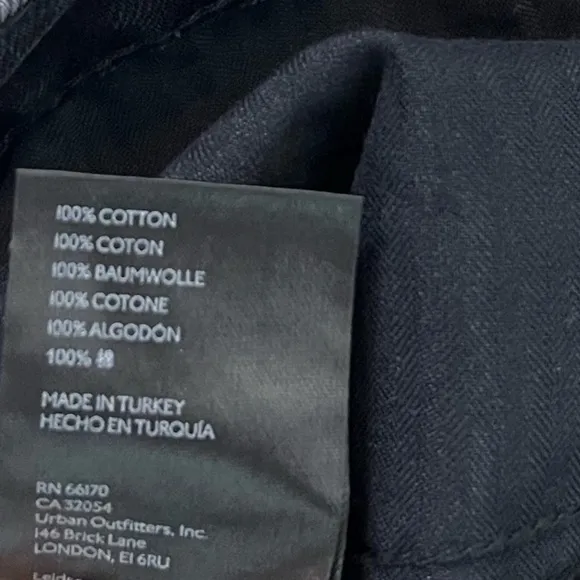 100% COTTON
100% COTON
100% BAUMWOLLE
100% COTONE
100% ALGODÓN
100% 綿
MADE IN TURKEY
HECHO EN TURQUÍA
RN 66170
CA 32054
Urban Outfitters, Inc.
146 Brick Lane
LONDON, E1 6RU